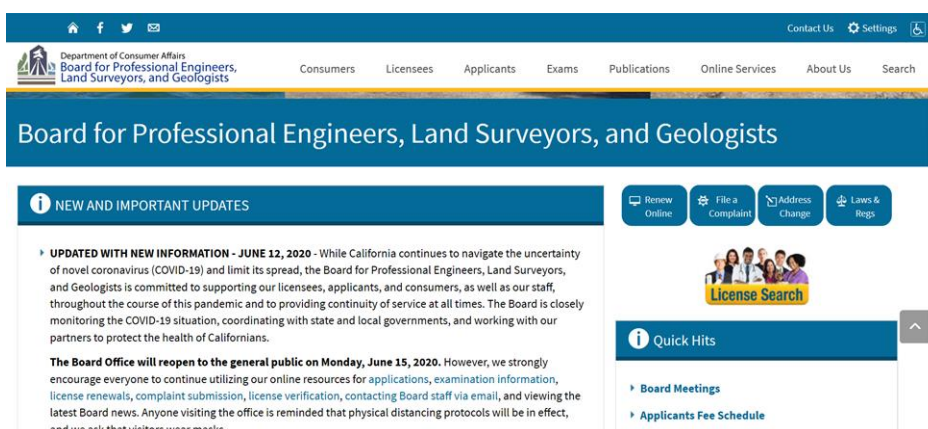 Contact Us Settings
Department of Consumer Affairs
Board for Professional Engineers,
Land Surveyors, and Geologists
Consumers Licensees Applicants Exams Publications Online Services About Us Search
Board for Professional Engineers, Land Surveyors, and Geologists
NEW AND IMPORTANT UPDATES
UPDATED WITH NEW INFORMATION - JUNE 12, 2020 - While California continues to navigate the uncertainty
of novel coronavirus (COVID-19) and limit its spread, the Board for Professional Engineers, Land Surveyors,
and Geologists is committed to supporting our licensees, applicants, and consumers, as well as our staff,
throughout the course of this pandemic and to providing continuity of service at all times. The Board is closely
monitoring the COVID-19 situation, coordinating with state and local governments, and working with our
partners to protect the health of Californians.
The Board Office will reopen to the general public on Monday, June 15, 2020. However, we strongly
encourage everyone to continue utilizing our online resources for applications, examination information,
license renewals, complaint submission, license verification, contacting Board staff via email, and viewing the
latest Board news. Anyone visiting the office is reminded that physical distancing protocols will be in effect,
and we ask that visitors wear masks.
Renew
Online
File a
Complaint
Address
Change
Laws &
Regs
License Search
Quick Hits
Board Meetings
Applicants Fee Schedule